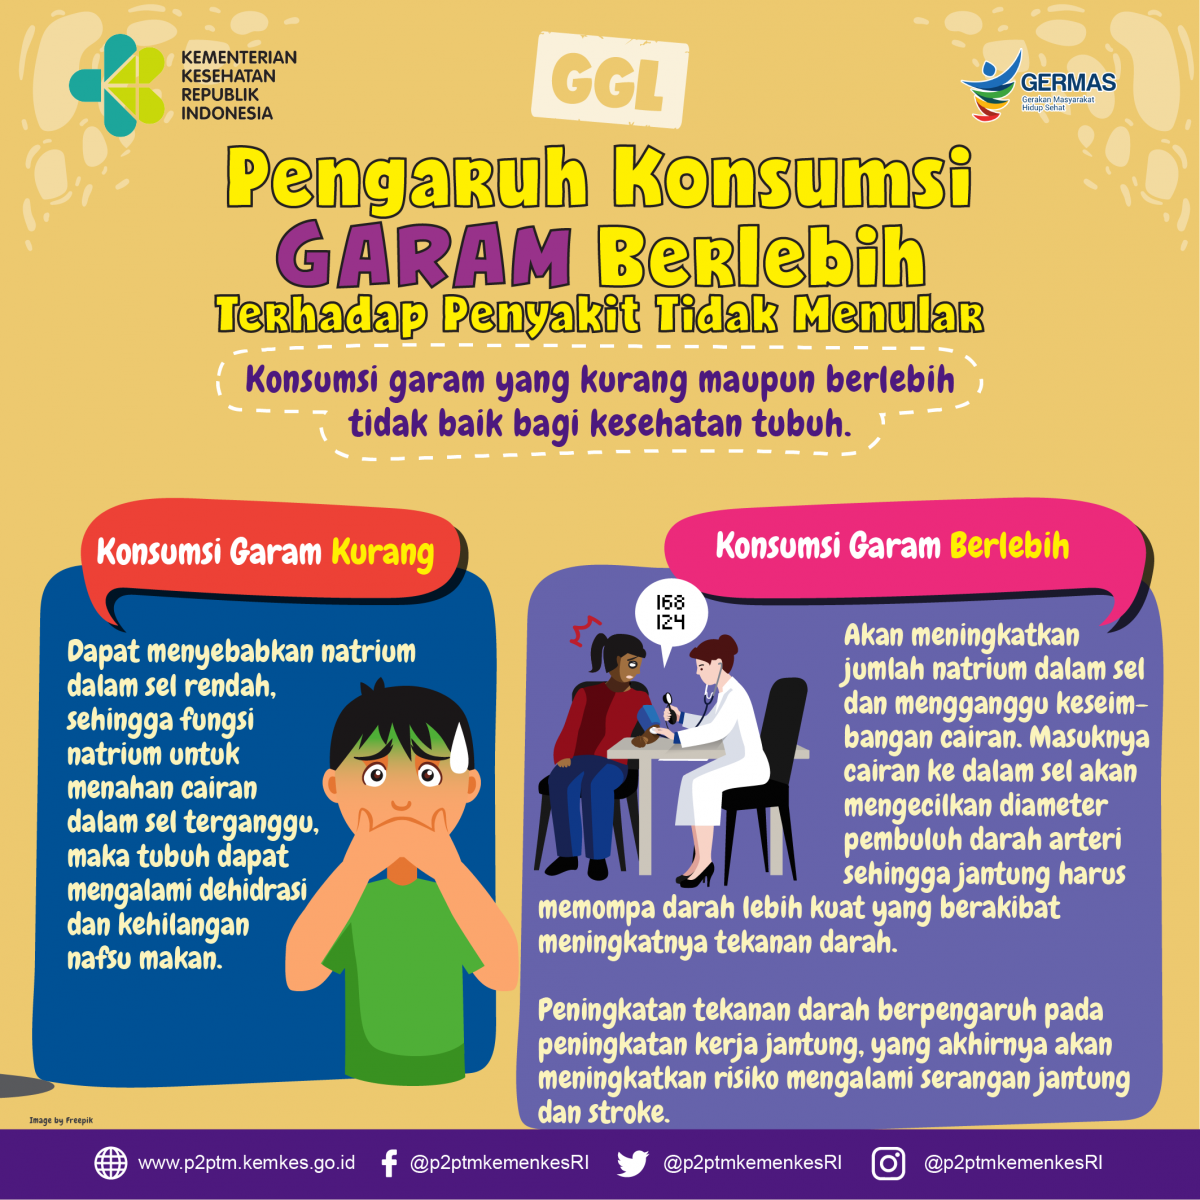 KEMENTERIAN
KESEHATAN
REPUBLIK
INDONESIA
GGL
GERMAS
Gerakan Masyarakat
Hidup Sehat
Pengaruh Konsumsi
GARAM Berlebih
Terhadap Penyakit Tidak Menular
Konsumsi garam yang kurang maupun berlebih
tidak baik bagi kesehatan tubuh.
Konsumsi Garam Kurang
Dapat menyebabkan natrium
dalam sel rendah,
sehingga fungsi
natrium untuk
menahan cairan
dalam sel terganggu,
maka tubuh dapat
mengalami dehidrasi
dan kehilangan
nafsu makan.
Konsumsi Garam Berlebih
168
124
Akan meningkatkan
jumlah natrium dalam sel
dan mengganggu keseim-
bangan cairan. Masuknya
cairan ke dalam sel akan
mengecilkan diameter
pembuluh darah arteri
sehingga jantung harus
memompa darah lebih kuat yang berakibat
meningkatnya tekanan darah.
Peningkatan tekanan darah berpengaruh pada
peningkatan kerja jantung, yang akhirnya akan
meningkatkan risiko mengalami serangan jantung
dan stroke.
Image by Freepik
www.p2ptm.kemkes.go.id
@p2ptmkemenkesRI
@p2ptmkemenkesRI
@p2ptmkemenkesRI